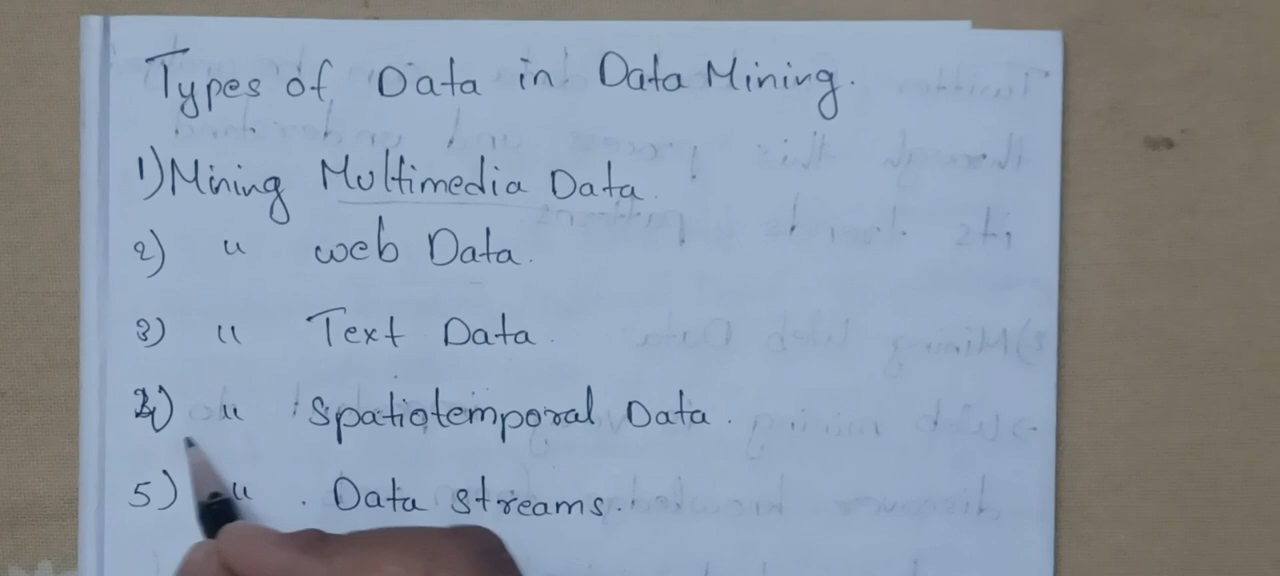 Types of Data in Data Mining.
1) Mining Multimedia Data.
2) " web Data.
3) " Text Data.
4) " Spatiotemporal Data.
5) " Data streams.